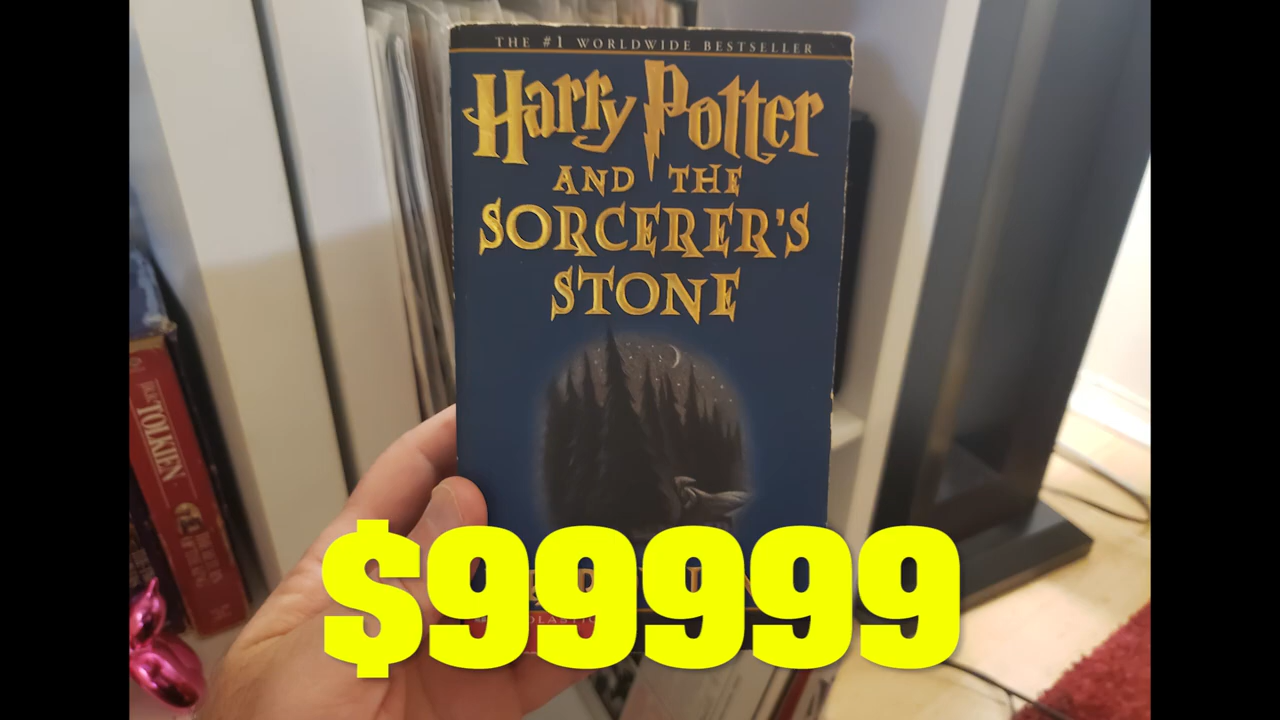 THE #1 WORLDWIDE BESTSELLER
Harry Potter
AND THE
SORCERER'S
STONE
$99999
TOLKIEN